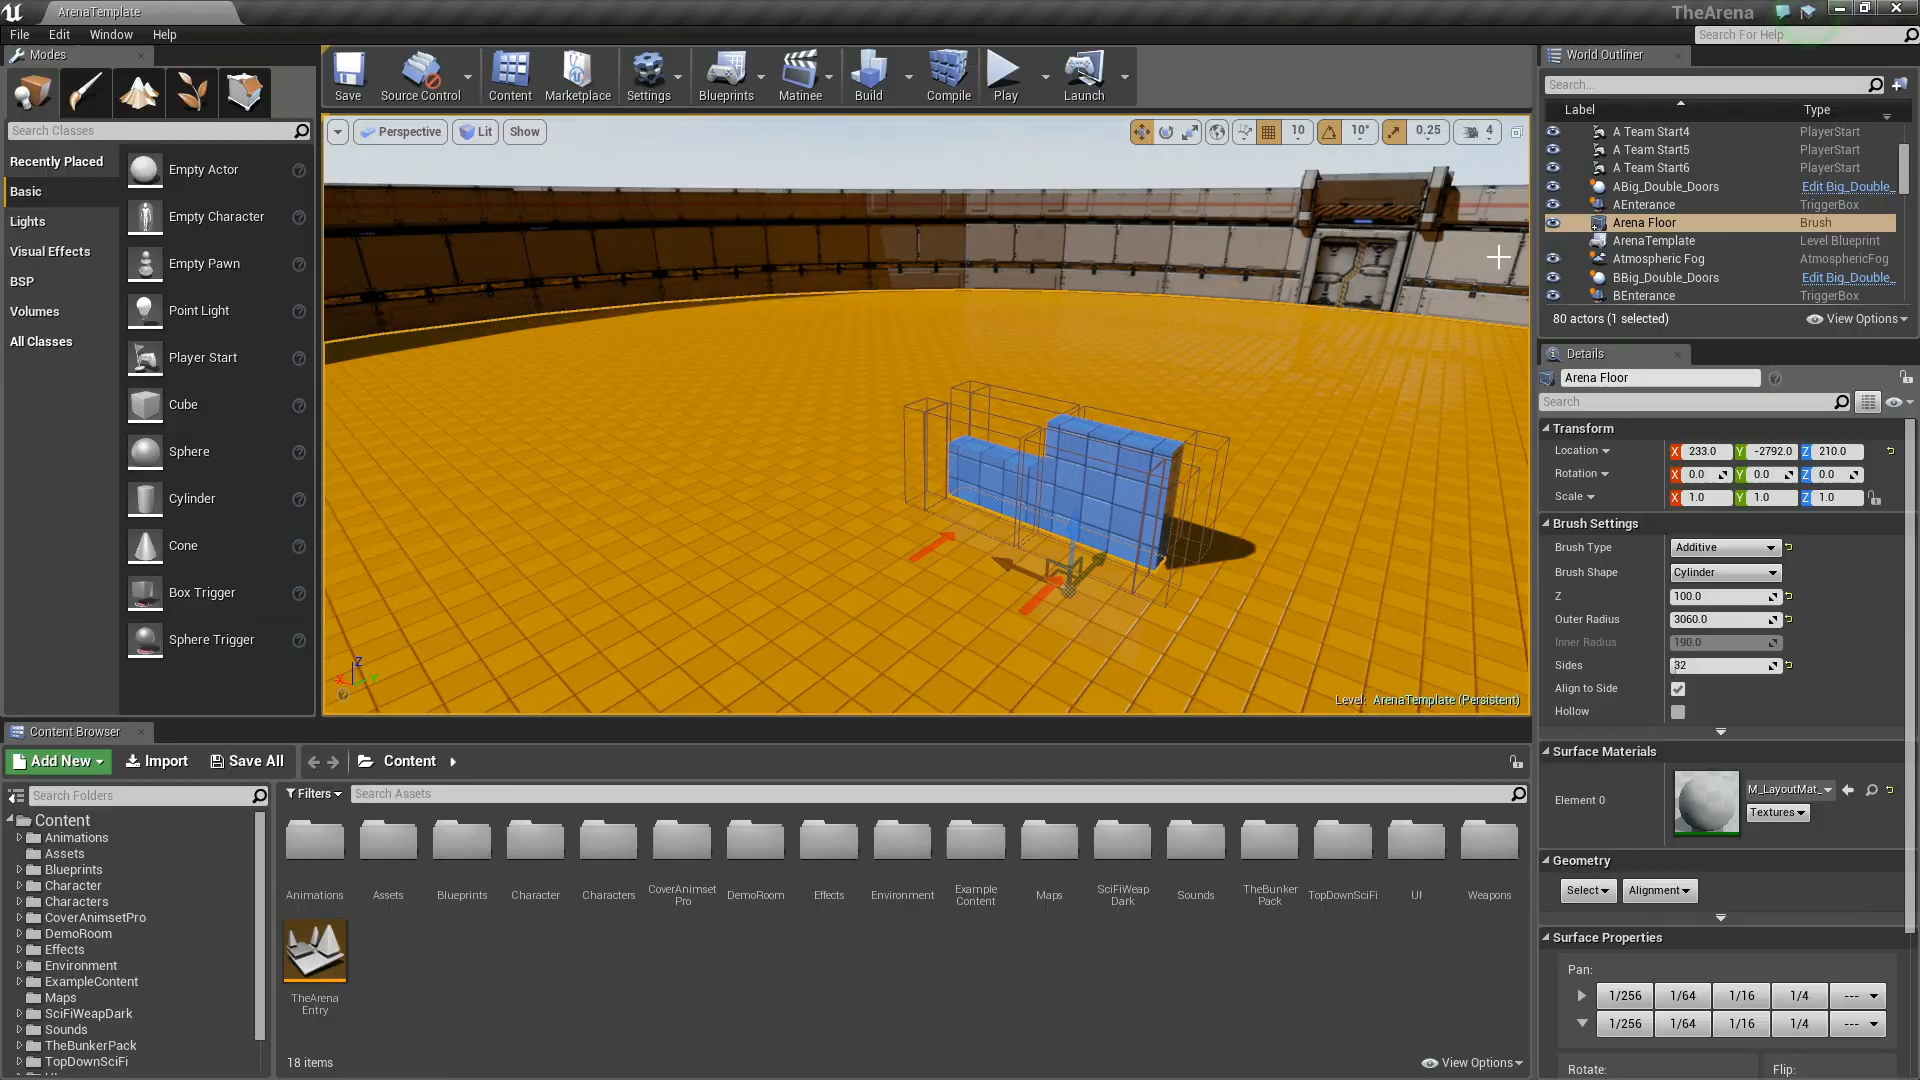 ArenaTemplate
TheArena
File Edit Window Help
Search For Help
Modes
Save
Source Control
Content
Marketplace
Settings
Blueprints
Matinee
Build
Compile
Play
Launch
Search Classes
Recently Placed
Basic
Lights
Visual Effects
BSP
Volumes
All Classes
Empty Actor
Empty Character
Empty Pawn
Point Light
Player Start
Cube
Sphere
Cylinder
Cone
Box Trigger
Sphere Trigger
Perspective Lit Show
10 10° 0.25 4
Z
X Y
Level: ArenaTemplate (Persistent)
World Outliner
Search...
Label Type
A Team Start4 PlayerStart
A Team Start5 PlayerStart
A Team Start6 PlayerStart
ABig_Double_Doors Edit Big_Double_
AEnterance TriggerBox
Arena Floor Brush
ArenaTemplate Level Blueprint
Atmospheric Fog AtmosphericFog
BBig_Double_Doors Edit Big_Double_
BEnterance TriggerBox
80 actors (1 selected) View Options
Details
Arena Floor
Search
Transform
Location X 233.0 Y -2792.0 Z 210.0
Rotation X 0.0 Y 0.0 Z 0.0
Scale X 1.0 Y 1.0 Z 1.0
Brush Settings
Brush Type Additive
Brush Shape Cylinder
Z 100.0
Outer Radius 3060.0
Inner Radius 190.0
Sides 32
Align to Side
Hollow
Surface Materials
Element 0 M_LayoutMat_
Textures
Geometry
Select Alignment
Surface Properties
Pan:
1/256 1/64 1/16 1/4 ---
1/256 1/64 1/16 1/4 ---
Rotate: Flip:
Content Browser
Add New Import Save All Content
Search Folders
Filters Search Assets
Content
Animations
Assets
Blueprints
Character
Characters
CoverAnimsetPro
DemoRoom
Effects
Environment
ExampleContent
Maps
SciFiWeapDark
Sounds
TheBunkerPack
TopDownSciFi
Animations
Assets
Blueprints
Character
Characters
CoverAnimset
Pro
DemoRoom
Effects
Environment
Example
Content
Maps
SciFiWeap
Dark
Sounds
TheBunker
Pack
TopDownSciFi
UI
Weapons
TheArena
Entry
18 items
View Options